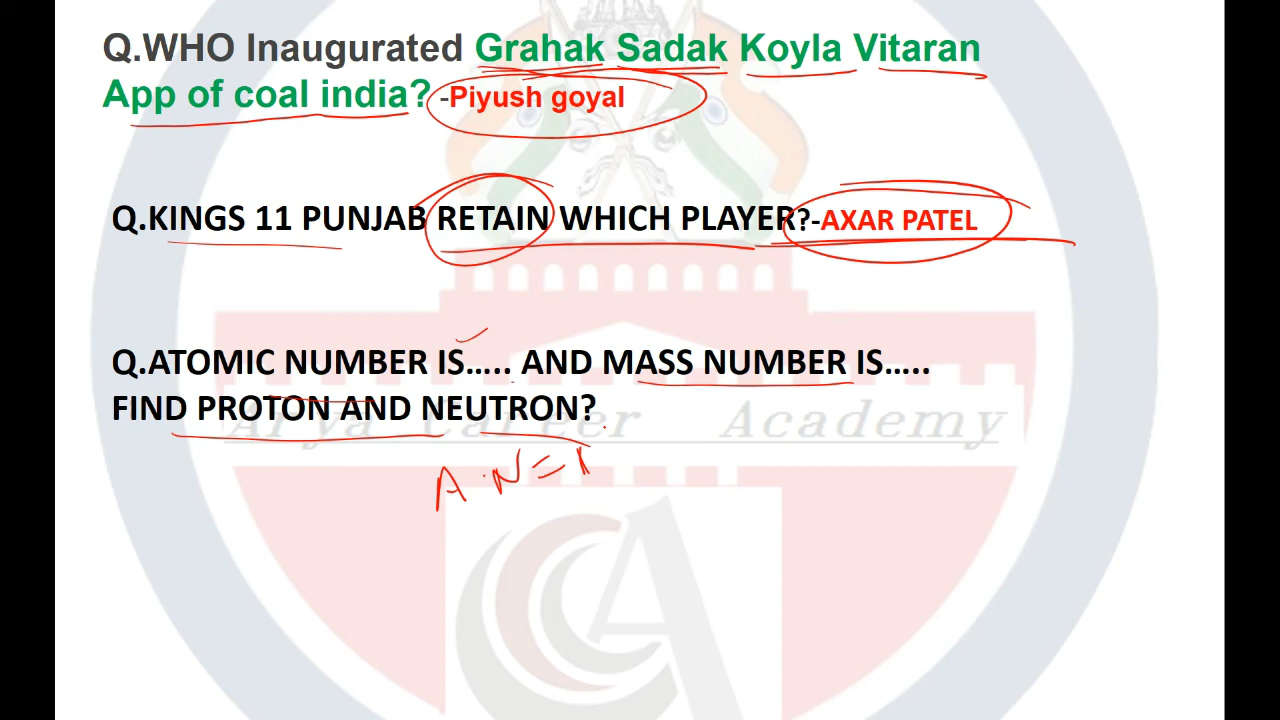 Q.WHO Inaugurated Grahak Sadak Koyla Vitaran
App of coal india? -Piyush goyal
Q.KINGS 11 PUNJAB RETAIN WHICH PLAYER?-AXAR PATEL
Q.ATOMIC NUMBER IS..... AND MASS NUMBER IS.....
FIND PROTON AND NEUTRON?
Arya Career Academy
A.N =
CA